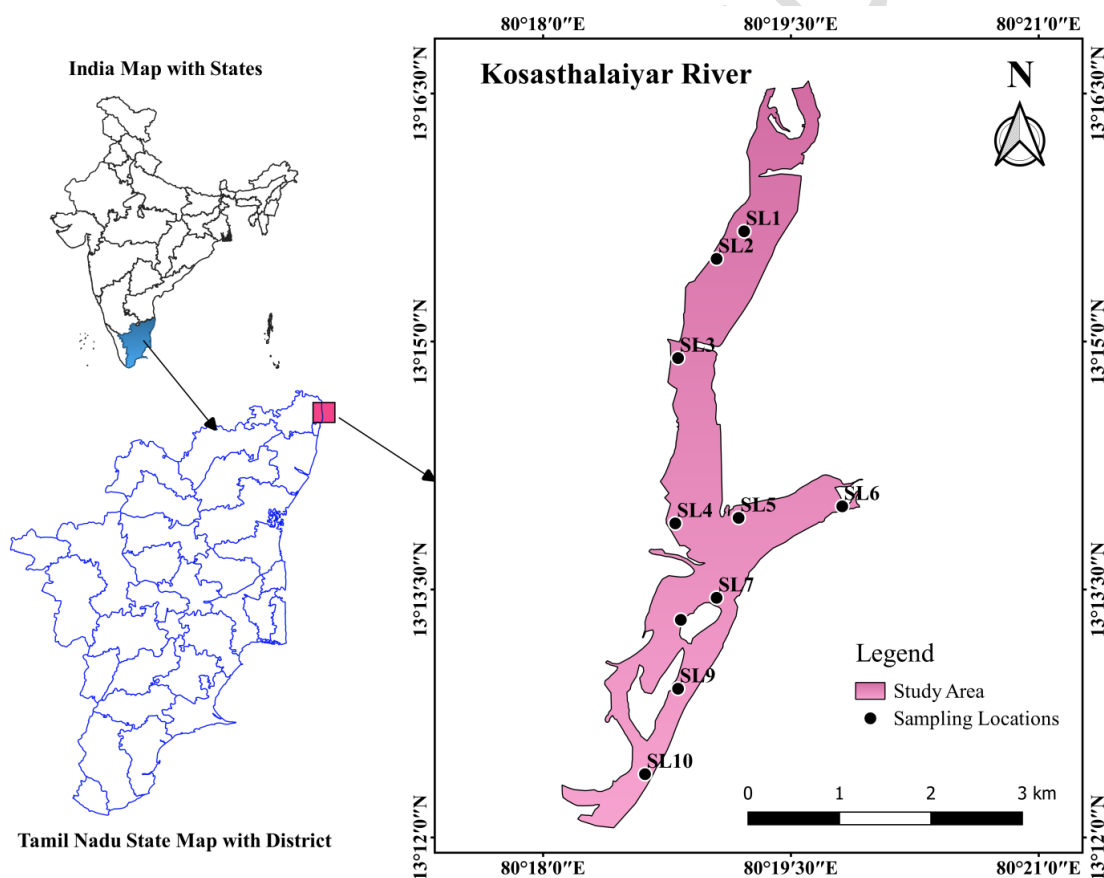 80°18′0″E 80°19′30″E 80°21′0″E
India Map with States
Kosasthalaiyar River
N
13°16′30″N
13°15′0″N
13°13′30″N
13°12′0″N
13°16′30″N
13°15′0″N
13°13′30″N
13°12′0″N
SL1
SL2
SL3
SL4
SL5
SL6
SL7
SL9
SL10
Legend
Study Area
Sampling Locations
0 1 2 3 km
Tamil Nadu State Map with District
80°18′0″E 80°19′30″E 80°21′0″E